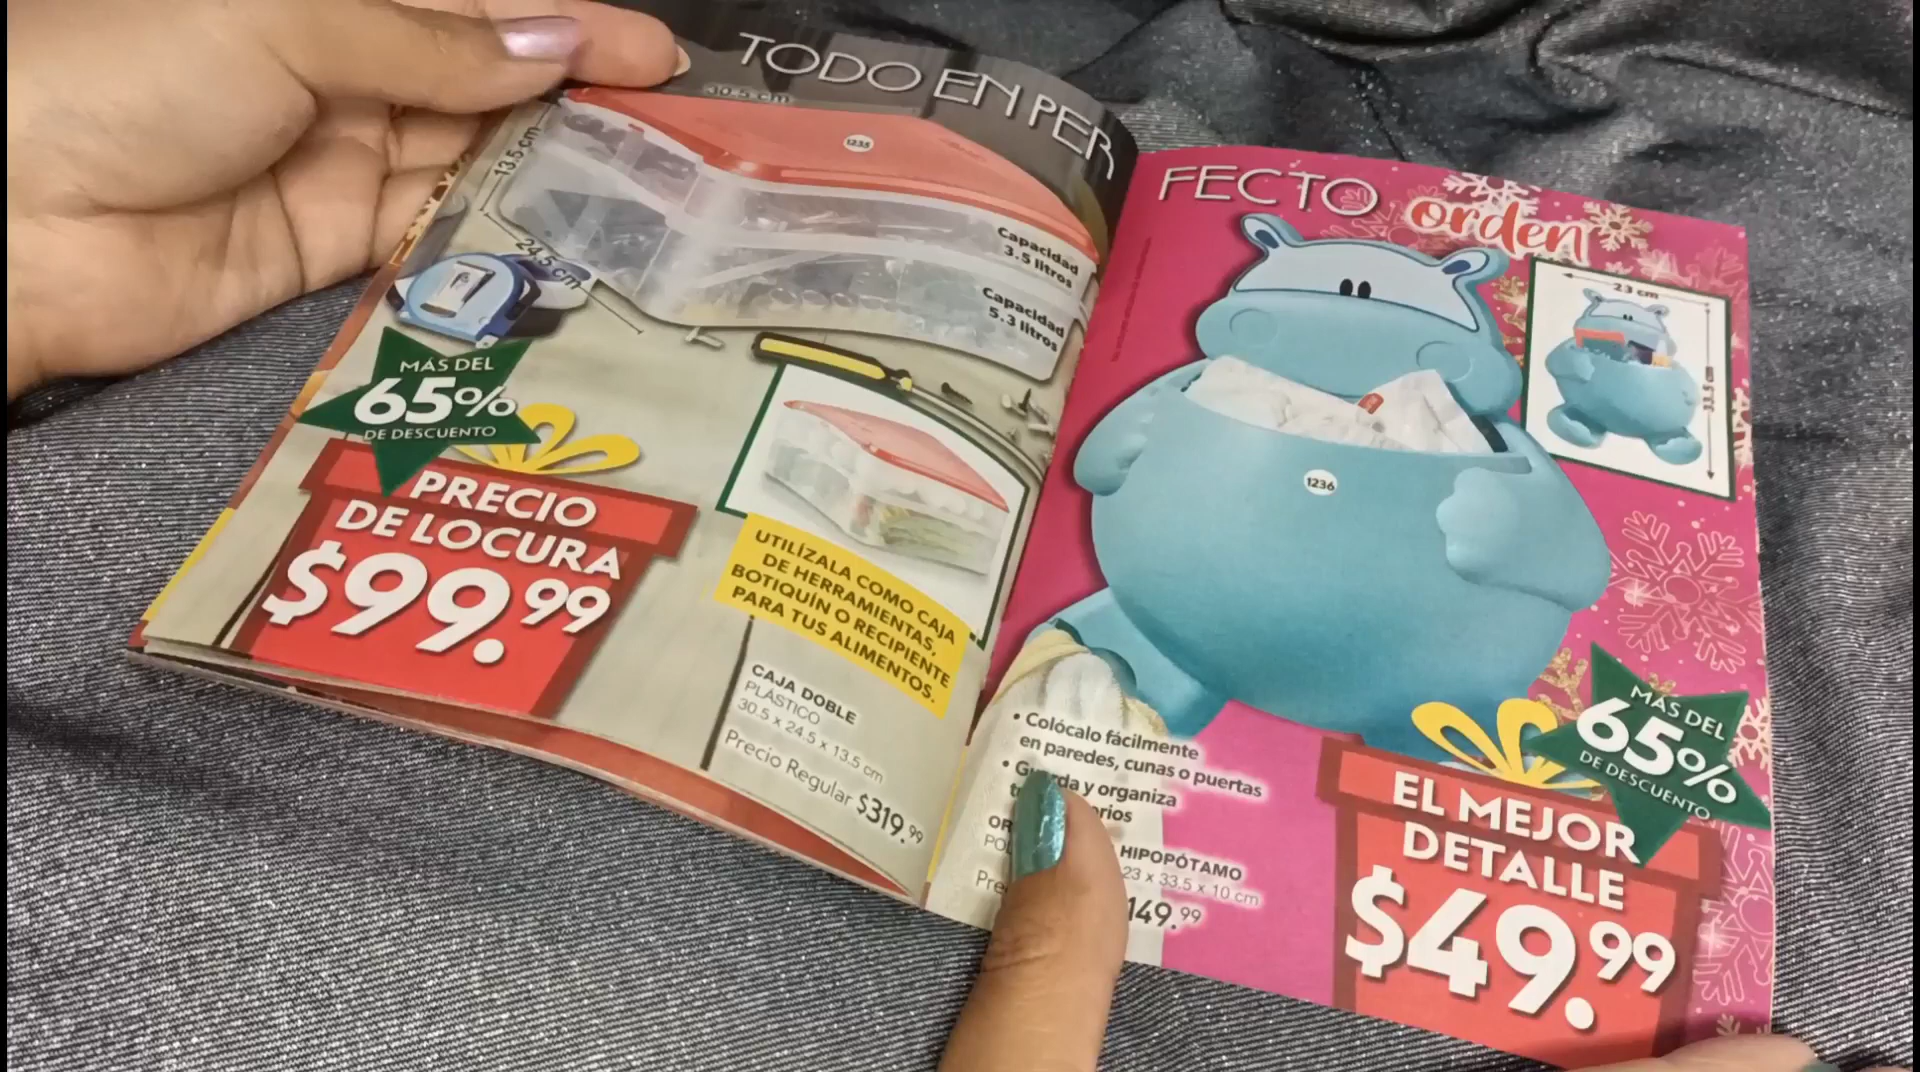 TODO EN PER
30.5 cm
13.5 cm
24.5 cm
1235
Capacidad
3.5 litros
Capacidad
5.3 litros
MÁS DEL
65%
DE DESCUENTO
PRECIO
DE LOCURA
$99.99
UTILÍZALA COMO CAJA
DE HERRAMIENTAS,
BOTIQUÍN O RECIPIENTE
PARA TUS ALIMENTOS.
CAJA DOBLE
PLÁSTICO
30.5 x 24.5 x 13.5 cm
Precio Regular $319.99
FECTO orden
23 cm
33.5 cm
1236
• Colócalo fácilmente
en paredes, cunas o puertas
• y organiza
HIPOPÓTAMO
23 x 33.5 x 10 cm
149.99
MÁS DEL
65%
DE DESCUENTO
EL MEJOR
DETALLE
$49.99